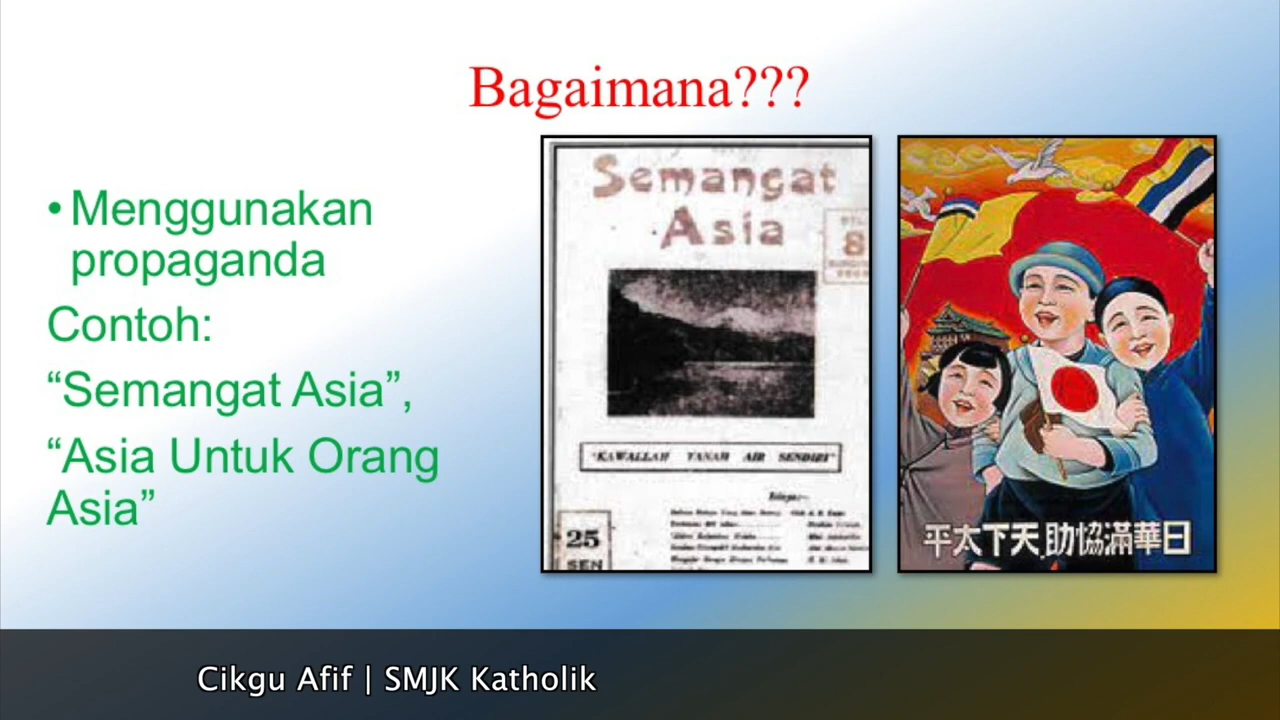 Bagaimana???
• Menggunakan
propaganda
Contoh:
“Semangat Asia”,
“Asia Untuk Orang
Asia”
Semangat
Asia
8
"KAWALLAH TANAH AIR SENDIRI"
25
SEN
平太下天助協滿華日
Cikgu Afif | SMJK Katholik